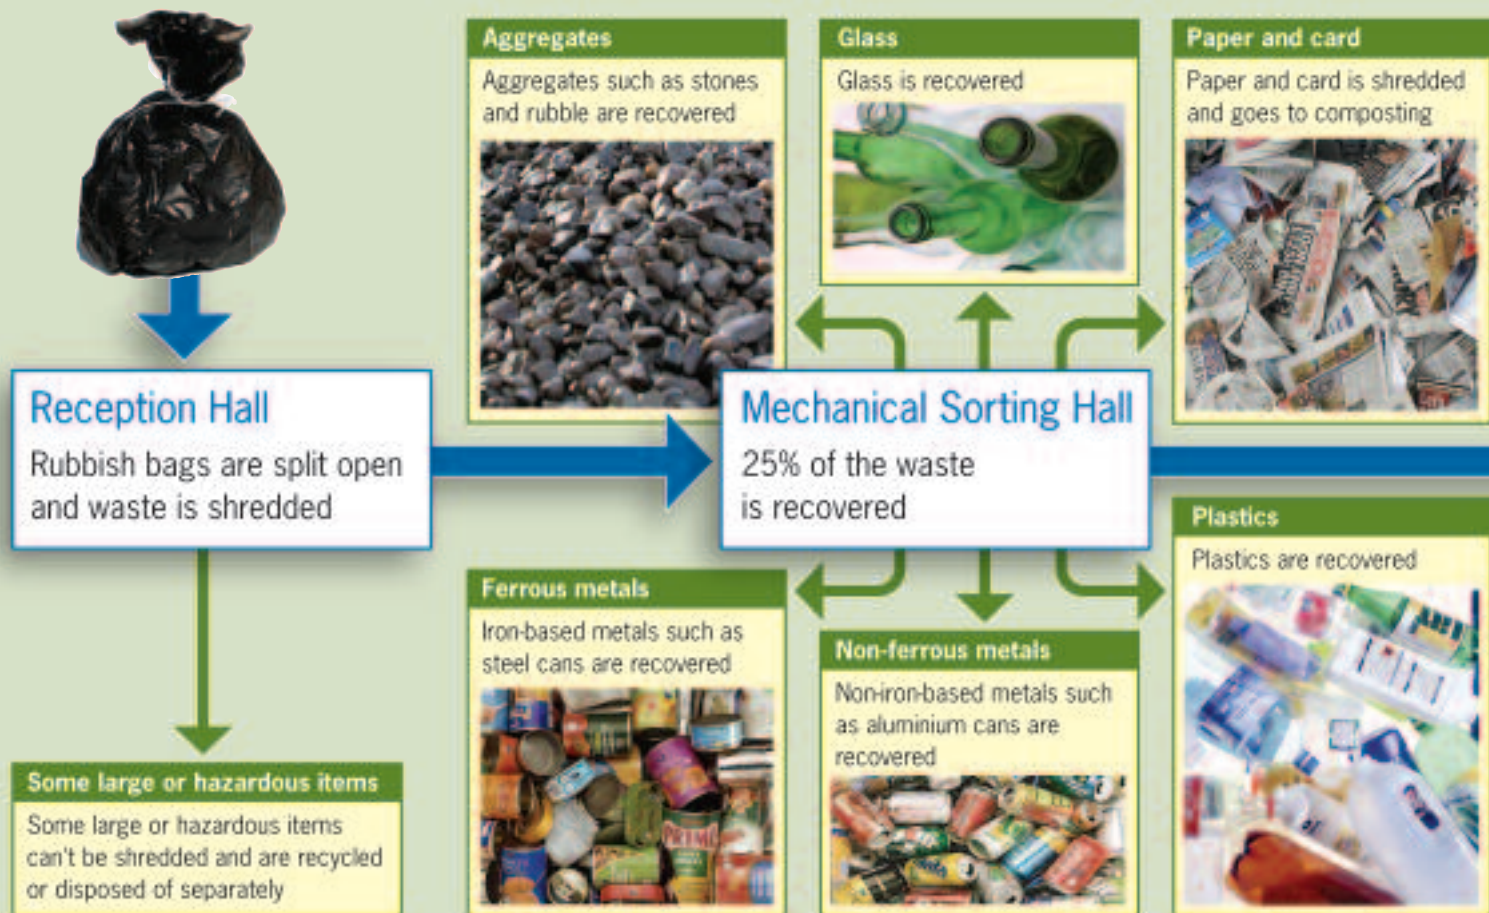 Aggregates
Aggregates such as stones
and rubble are recovered
Glass
Glass is recovered
Paper and card
Paper and card is shredded
and goes to composting
Reception Hall
Rubbish bags are split open
and waste is shredded
Mechanical Sorting Hall
25% of the waste
is recovered
Some large or hazardous items
Some large or hazardous items
can't be shredded and are recycled
or disposed of separately
Ferrous metals
Iron-based metals such as
steel cans are recovered
PRIME
Non-ferrous metals
Non-iron-based metals such
as aluminium cans are
recovered
Plastics
Plastics are recovered